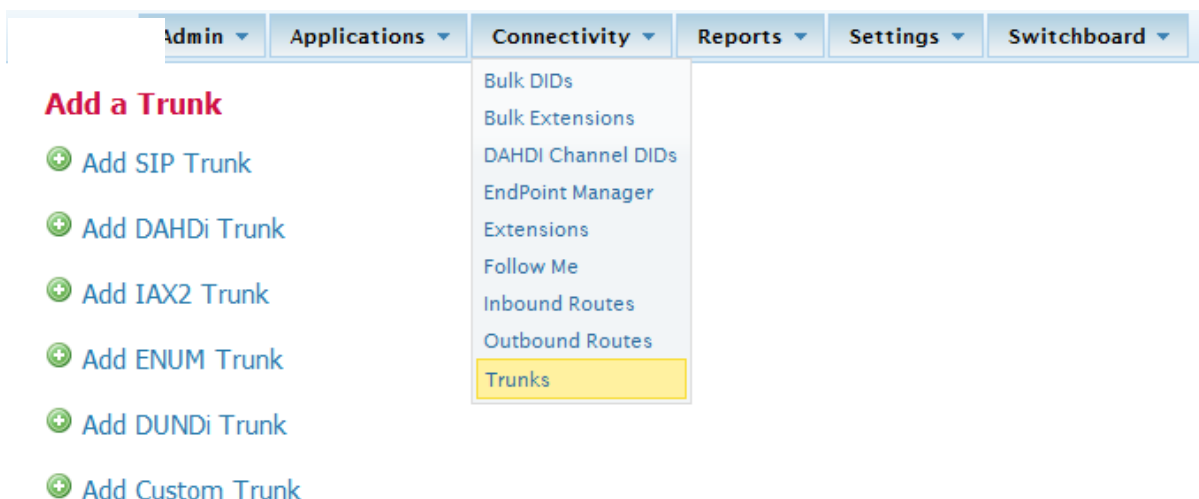 Admin Applications Connectivity Reports Settings Switchboard
Add a Trunk
Add SIP Trunk
Add DAHDi Trunk
Add IAX2 Trunk
Add ENUM Trunk
Add DUNDi Trunk
Add Custom Trunk
Bulk DIDs
Bulk Extensions
DAHDI Channel DIDs
EndPoint Manager
Extensions
Follow Me
Inbound Routes
Outbound Routes
Trunks